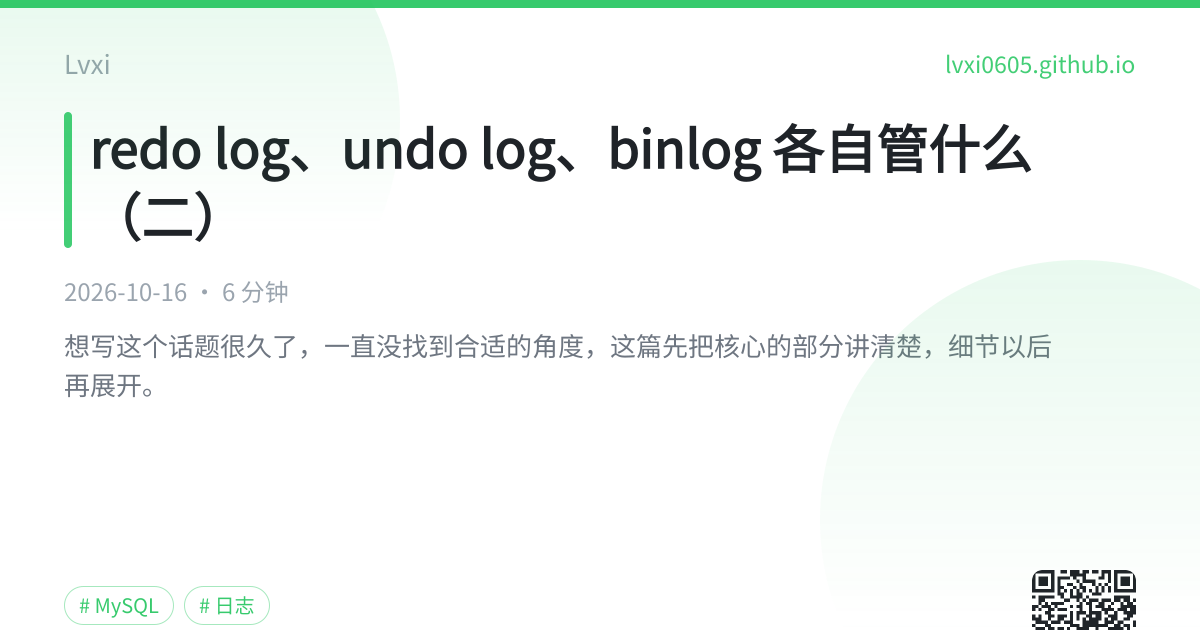 Lvxi
lvxi0605.github.io
redo log、undo log、binlog 各自管什么
（二）
2026-10-16 · 6 分钟
想写这个话题很久了，一直没找到合适的角度，这篇先把核心的部分讲清楚，细节以后
再展开。
# MySQL
# 日志